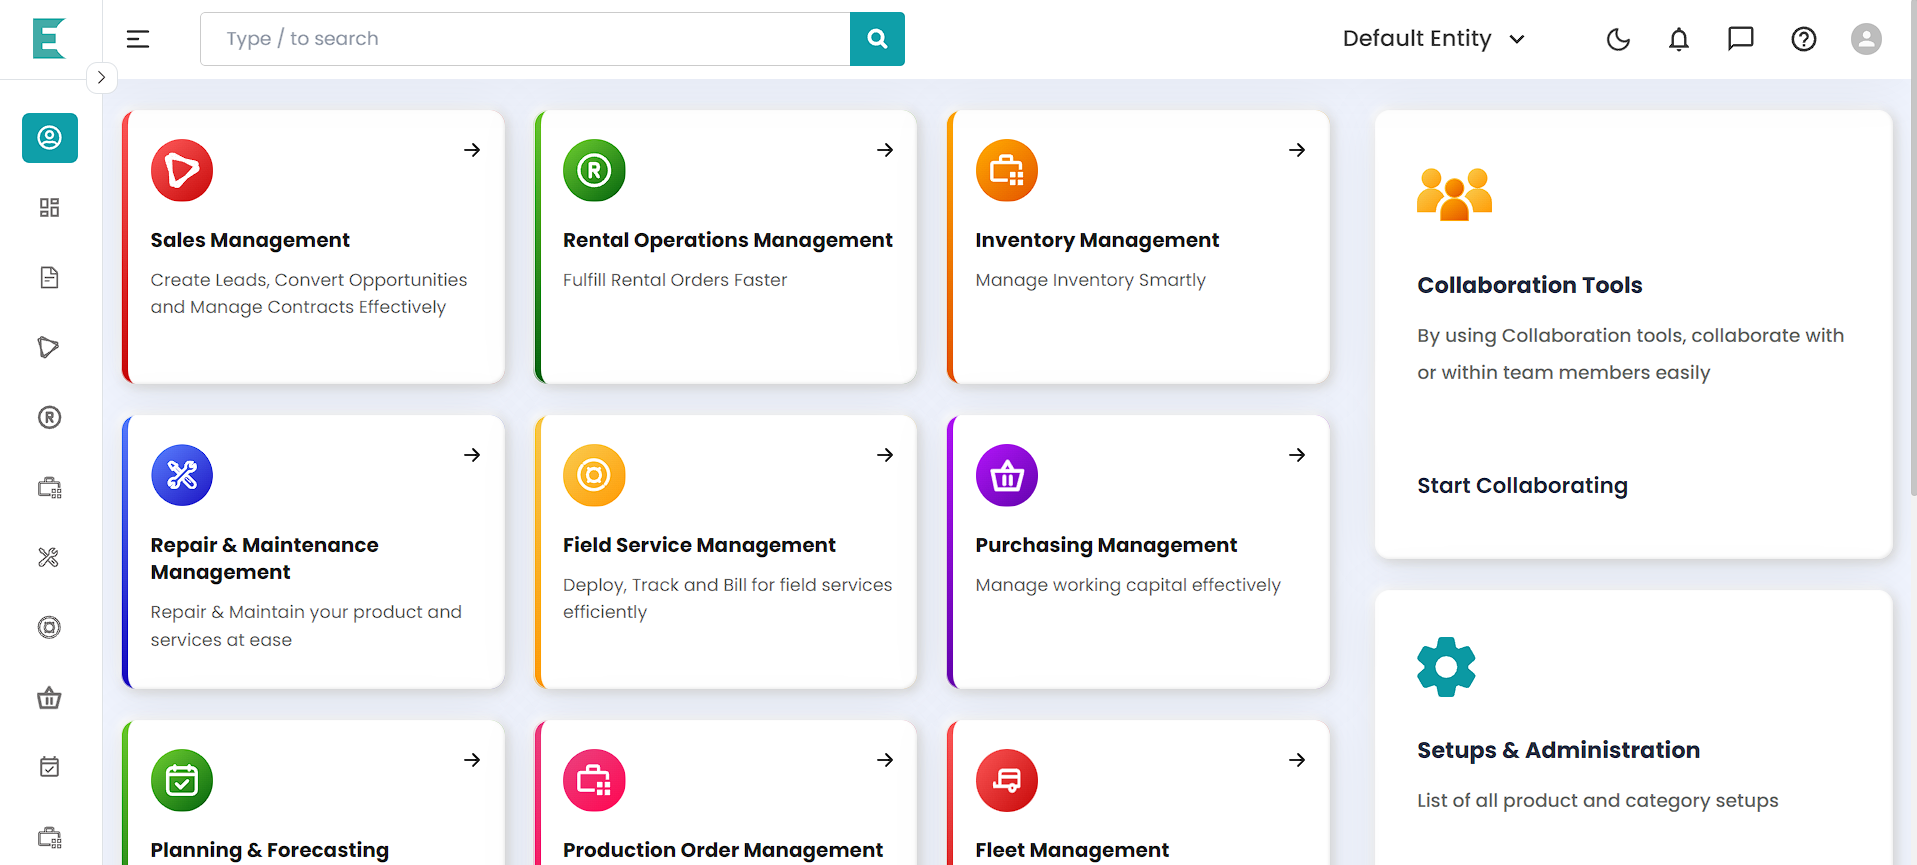 Type / to search
Default Entity
Sales Management
Create Leads, Convert Opportunities
and Manage Contracts Effectively
Rental Operations Management
Fulfill Rental Orders Faster
Inventory Management
Manage Inventory Smartly
Collaboration Tools
By using Collaboration tools, collaborate with
or within team members easily
Start Collaborating
Repair & Maintenance
Management
Repair & Maintain your product and
services at ease
Field Service Management
Deploy, Track and Bill for field services
efficiently
Purchasing Management
Manage working capital effectively
Setups & Administration
List of all product and category setups
Planning & Forecasting
Production Order Management
Fleet Management